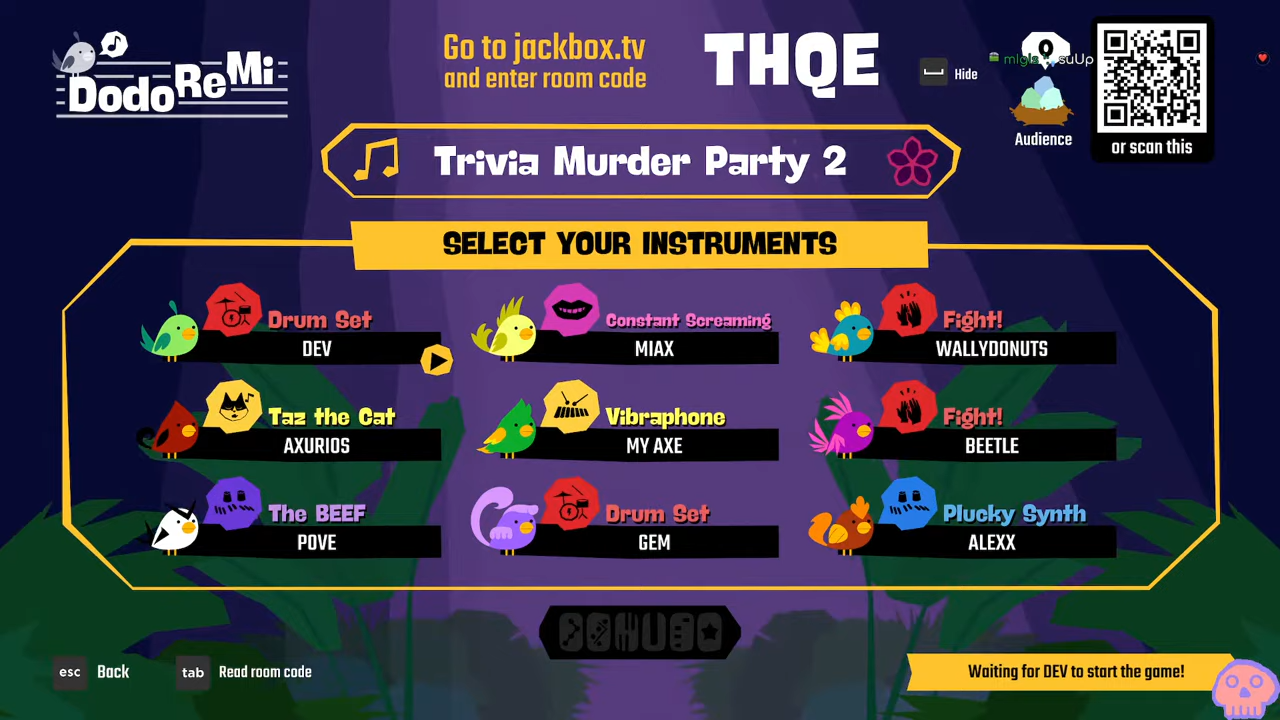 DodoReMi
Go to jackbox.tv
and enter room code
THQE
Hide
0
Audience
or scan this
Trivia Murder Party 2
SELECT YOUR INSTRUMENTS
Drum Set
DEV
Constant Screaming
MIAX
Fight!
WALLYDONUTS
Taz the Cat
AXURIOS
Vibraphone
MY AXE
Fight!
BEETLE
The BEEF
POVE
Drum Set
GEM
Plucky Synth
ALEXX
esc Back
tab Read room code
Waiting for DEV to start the game!